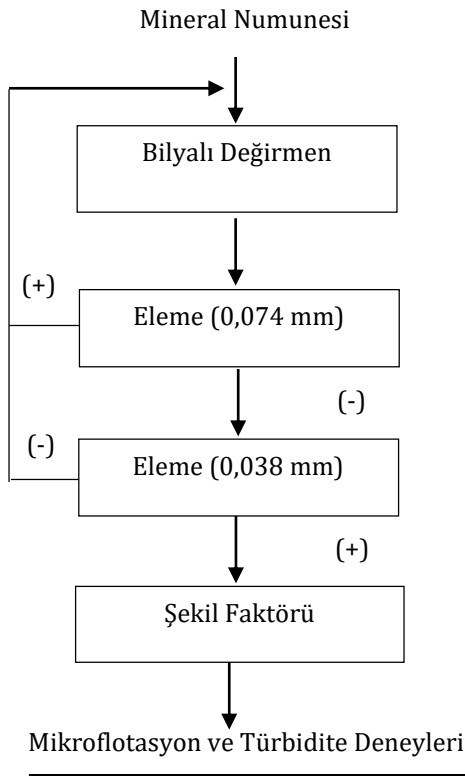 Mineral Numunesi
Bilyalı Değirmen
(+)
Eleme (0,074 mm)
(-)
(-)
Eleme (0,038 mm)
(+)
Şekil Faktörü
Mikroflotasyon ve Türbidite Deneyleri